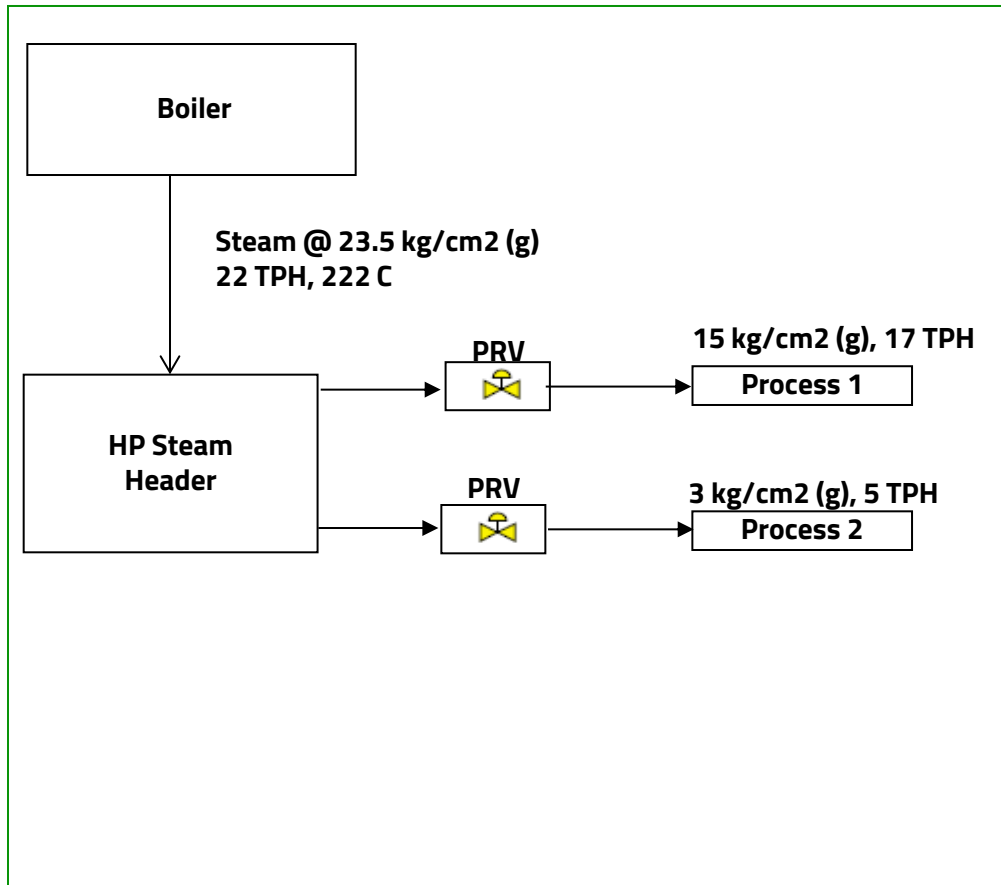 Boiler
Steam @ 23.5 kg/cm2 (g)
22 TPH, 222 C
PRV
15 kg/cm2 (g), 17 TPH
Process 1
HP Steam
Header
PRV
3 kg/cm2 (g), 5 TPH
Process 2